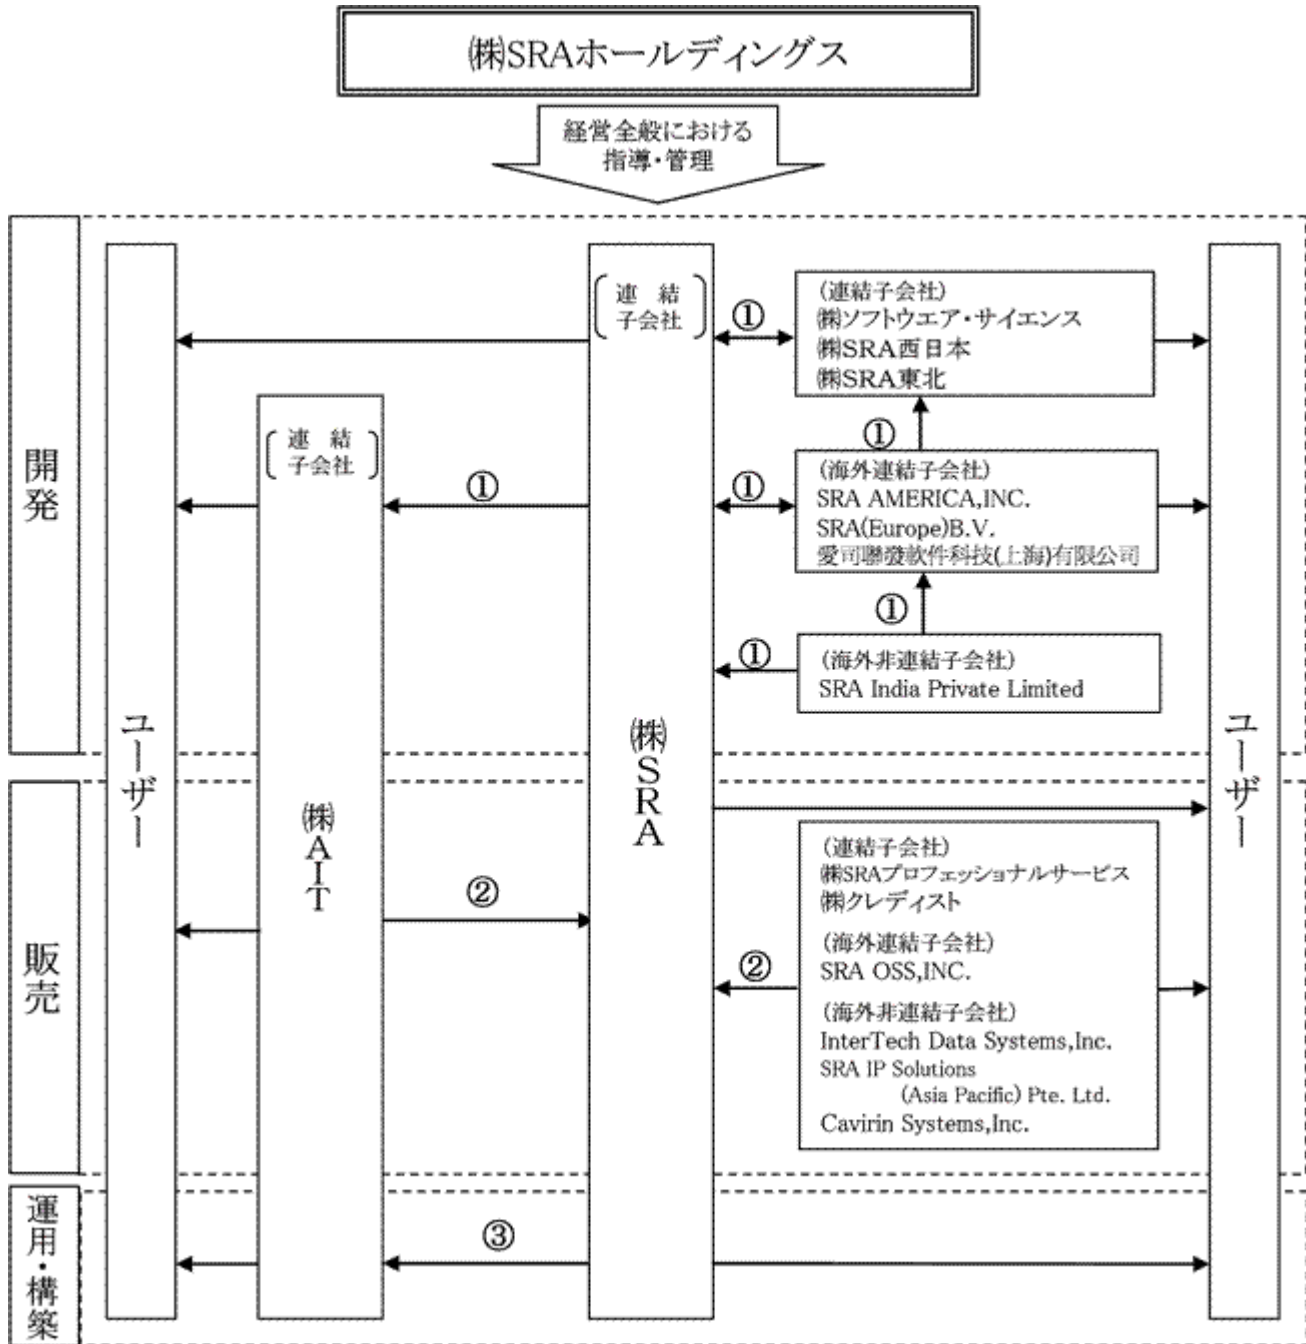 ㈱SRAホールディングス
経営全般における
指導・管理
開発
ユーザー
連　結
子会社
㈱AIT
①
連　結
子会社
㈱SRA
①
(連結子会社)
㈱ソフトウエア・サイエンス
㈱SRA西日本
㈱SRA東北
①
①
(海外連結子会社)
SRA AMERICA,INC.
SRA(Europe)B.V.
愛司聯發軟件科技(上海)有限公司
①
①
(海外非連結子会社)
SRA India Private Limited
ユーザー
販売
②
②
(連結子会社)
㈱SRAプロフェッショナルサービス
㈱クレディスト
(海外連結子会社)
SRA OSS,INC.
(海外非連結子会社)
InterTech Data Systems,Inc.
SRA IP Solutions
(Asia Pacific) Pte. Ltd.
Cavirin Systems,Inc.
運用・構築
③